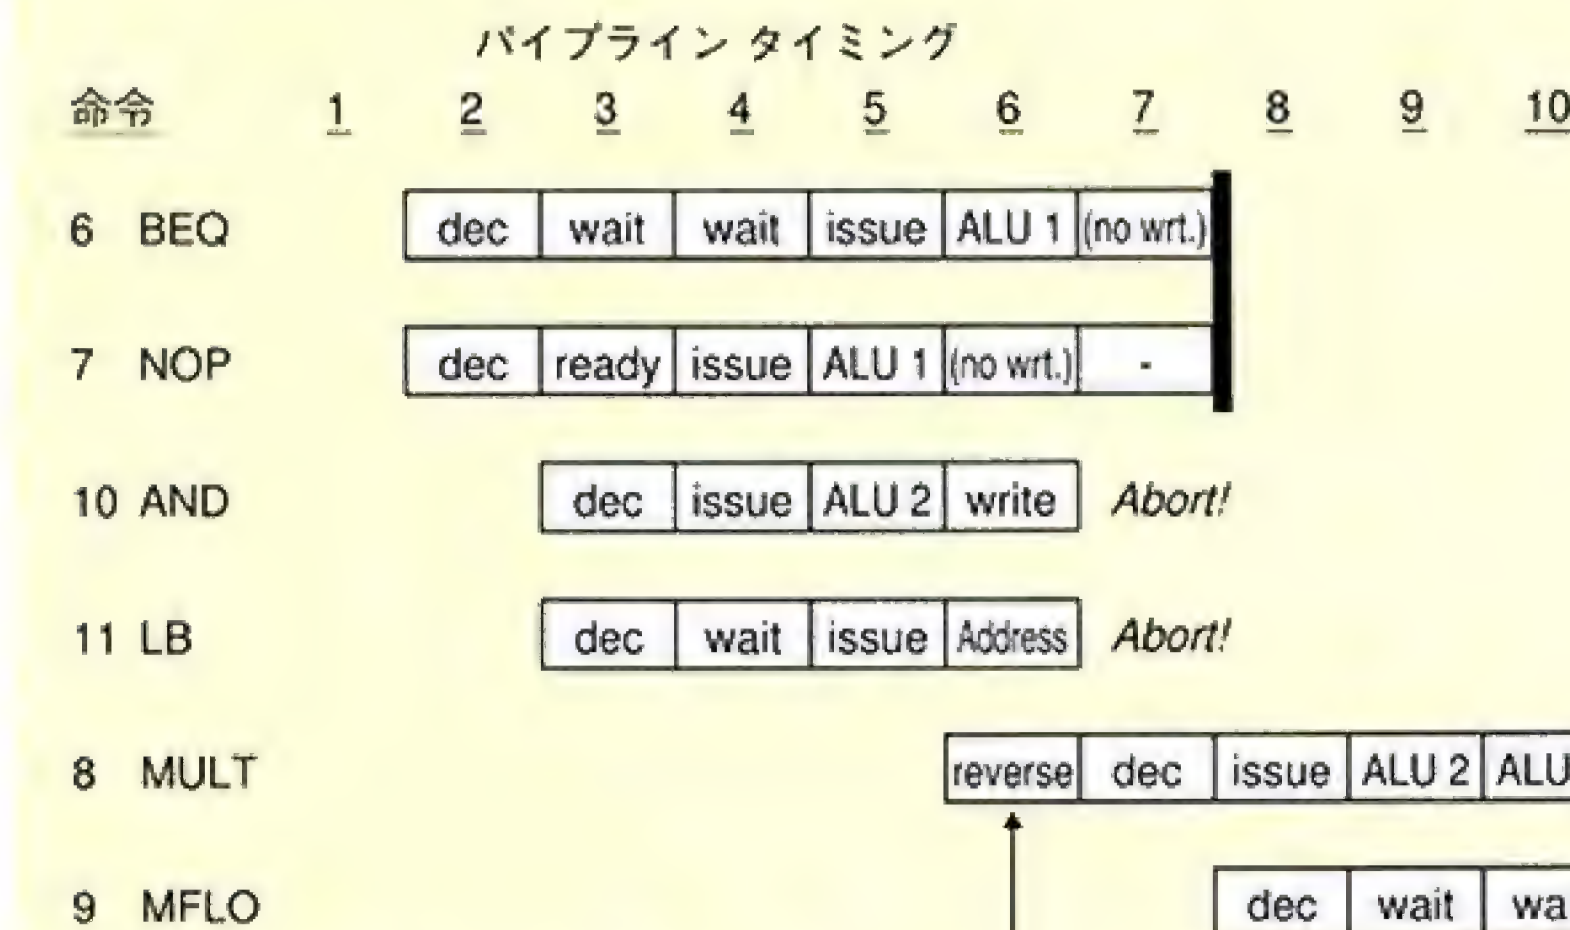 パイプライン タイミング
命令 1 2 3 4 5 6 7 8 9 10
6 BEQ dec wait wait issue ALU 1 (no wrt.)
7 NOP dec ready issue ALU 1 (no wrt.) -
10 AND dec issue ALU 2 write Abort!
11 LB dec wait issue Address Abort!
8 MULT reverse dec issue ALU 2 ALU
9 MFLO dec wait wa